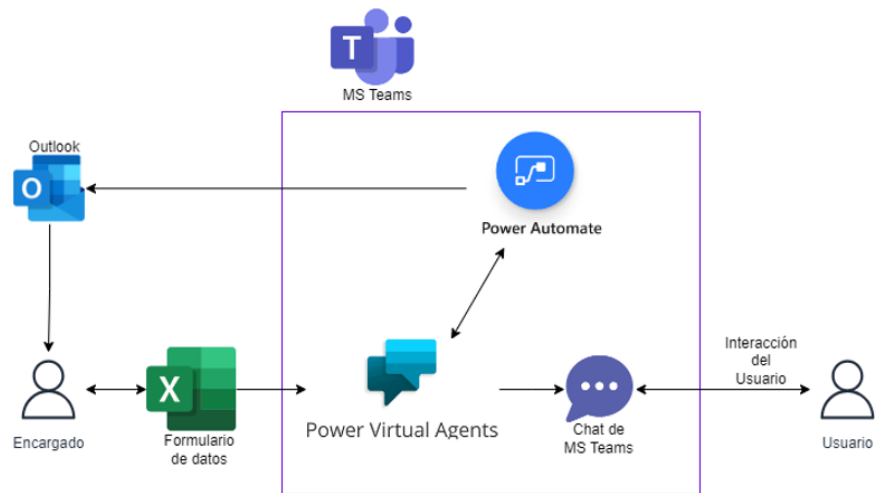 T
MS Teams
Outlook
O
Power Automate
Interacción
del
Usuario
X
Encargado
Formulario
de datos
Power Virtual Agents
Chat de
MS Teams
Usuario